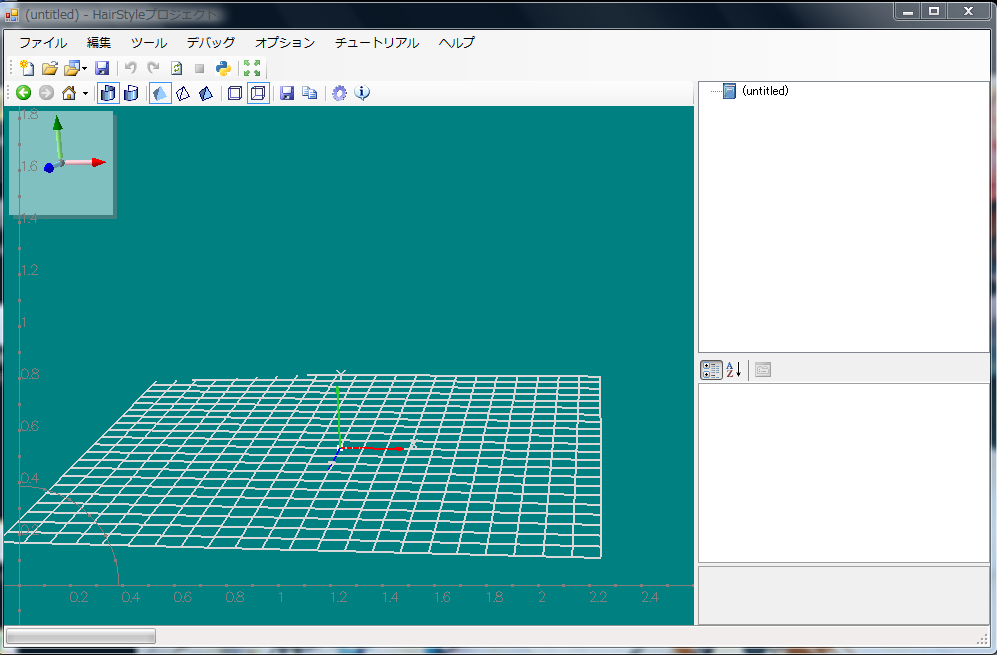 (untitled) - HairStyleプロジェクト
ファイル 編集 ツール デバッグ オプション チュートリアル ヘルプ
(untitled)
1.8
1.6
1.4
1.2
1
0.8
0.6
0.4
0.2
0.2 0.4 0.6 0.8 1 1.2 1.4 1.6 1.8 2 2.2 2.4